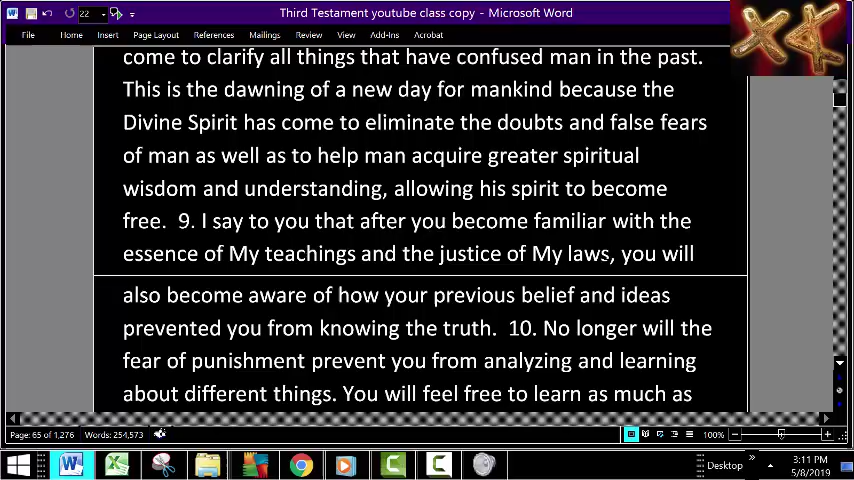 22
Third Testament youtube class copy - Microsoft Word
File Home Insert Page Layout References Mailings Review View Add-Ins Acrobat
come to clarify all things that have confused man in the past.
This is the dawning of a new day for mankind because the
Divine Spirit has come to eliminate the doubts and false fears
of man as well as to help man acquire greater spiritual
wisdom and understanding, allowing his spirit to become
free. 9. I say to you that after you become familiar with the
essence of My teachings and the justice of My laws, you will
also become aware of how your previous belief and ideas
prevented you from knowing the truth. 10. No longer will the
fear of punishment prevent you from analyzing and learning
about different things. You will feel free to learn as much as
Page: 65 of 1,276 Words: 254,573 100%
Desktop
3:11 PM
5/8/2019